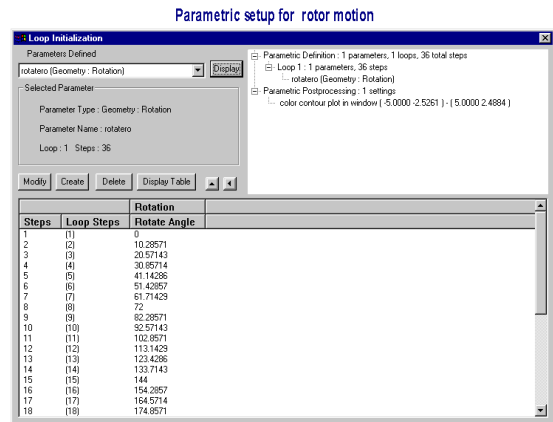 Parametric setup for rotor motion
Loop Initialization
Parameters Defined
rotatero (Geometry : Rotation)
Display
Selected Parameter
Parameter Type : Geometry : Rotation
Parameter Name : rotatero
Loop : 1 Steps : 36
Modify Create Delete Display Table
Parametric Definition : 1 parameters, 1 loops, 36 total steps
Loop 1 : 1 parameters, 36 steps
rotatero (Geometry : Rotation)
Parametric Postprocessing : 1 settings
color contour plot in window ( -5.0000 -2.5261 ) - ( 5.0000 2.4884 )
Rotation
Steps Loop Steps Rotate Angle
1 (1) 0
2 (2) 10.28571
3 (3) 20.57143
4 (4) 30.85714
5 (5) 41.14286
6 (6) 51.42857
7 (7) 61.71429
8 (8) 72
9 (9) 82.28571
10 (10) 92.57143
11 (11) 102.8571
12 (12) 113.1429
13 (13) 123.4286
14 (14) 133.7143
15 (15) 144
16 (16) 154.2857
17 (17) 164.5714
18 (18) 174.8571